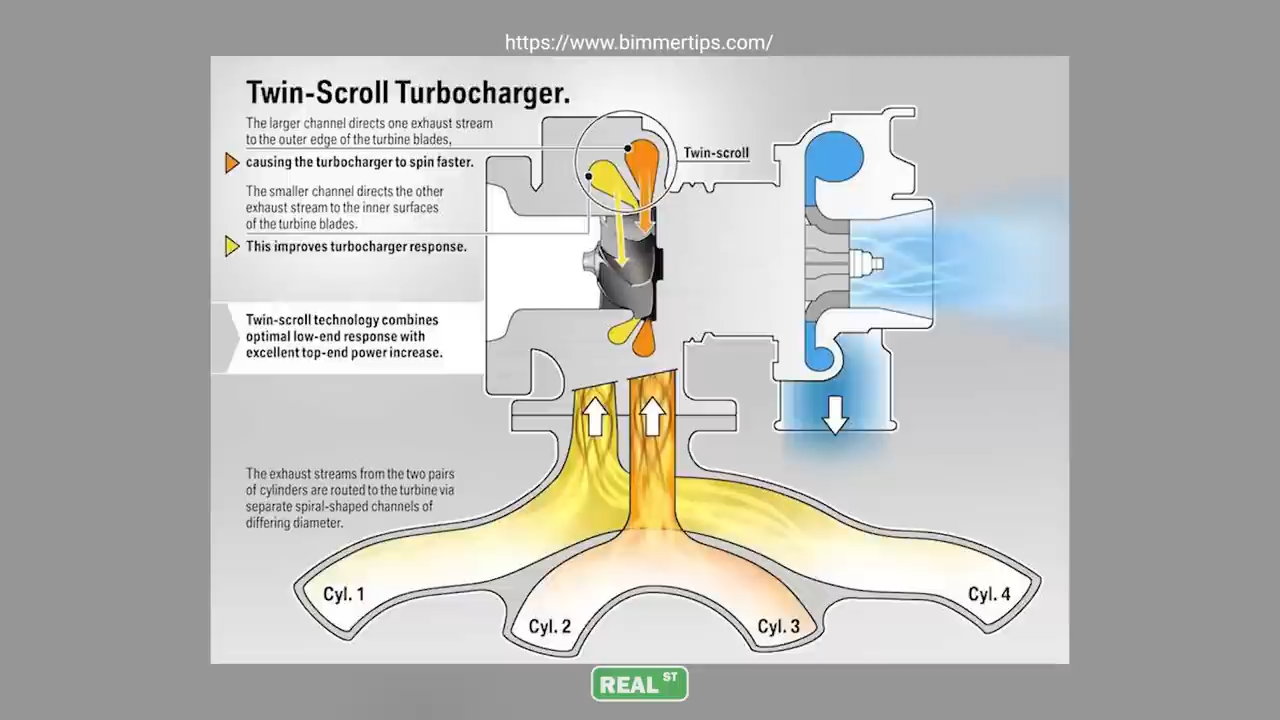 https://www.bimmertips.com/
Twin-Scroll Turbocharger.
The larger channel directs one exhaust stream
to the outer edge of the turbine blades,
causing the turbocharger to spin faster.
The smaller channel directs the other
exhaust stream to the inner surfaces
of the turbine blades.
This improves turbocharger response.
Twin-scroll
Twin-scroll technology combines
optimal low-end response with
excellent top-end power increase.
The exhaust streams from the two pairs
of cylinders are routed to the turbine via
separate spiral-shaped channels of
differing diameter.
Cyl. 1
Cyl. 2
Cyl. 3
Cyl. 4
REAL ST